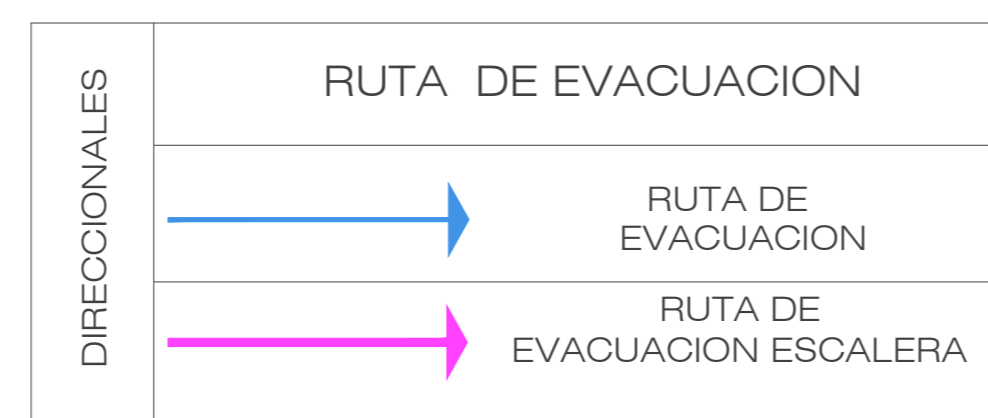 DIRECCIONALES
RUTA DE EVACUACION
RUTA DE
EVACUACION
RUTA DE
EVACUACION ESCALERA